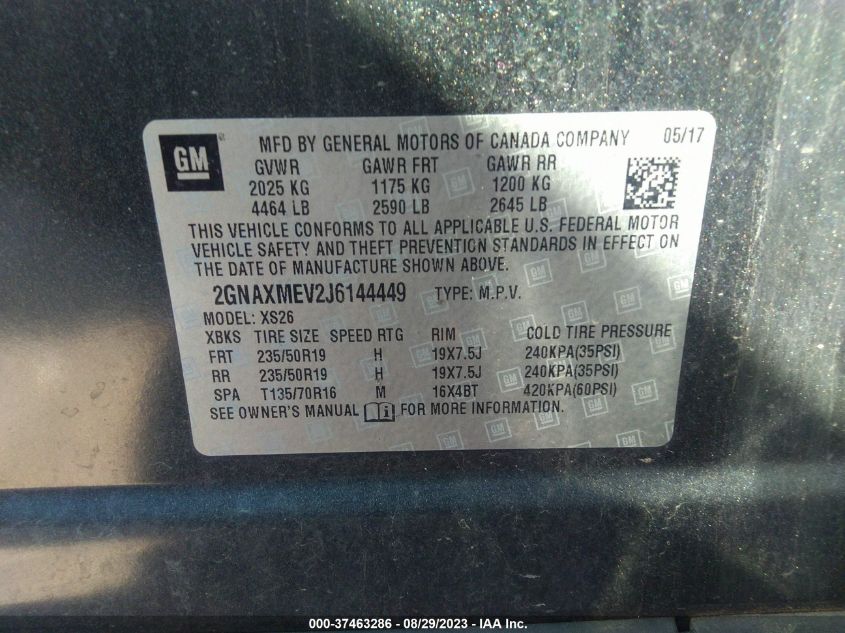 GM
MFD BY GENERAL MOTORS OF CANADA COMPANY 05/17
GVWR GAWR FRT GAWR RR
2025 KG 1175 KG 1200 KG
4464 LB 2590 LB 2645 LB
THIS VEHICLE CONFORMS TO ALL APPLICABLE U.S. FEDERAL MOTOR
VEHICLE SAFETY AND THEFT PREVENTION STANDARDS IN EFFECT ON
THE DATE OF MANUFACTURE SHOWN ABOVE.
2GNAXMEV2J6144449 TYPE: M.P.V.
MODEL: XS26
XBKS TIRE SIZE SPEED RTG RIM COLD TIRE PRESSURE
FRT 235/50R19 H 19X7.5J 240KPA(35PSI)
RR 235/50R19 H 19X7.5J 240KPA(35PSI)
SPA T135/70R16 M 16X4BT 420KPA(60PSI)
SEE OWNER'S MANUAL FOR MORE INFORMATION.
000-37463286 - 08/29/2023 - IAA Inc.